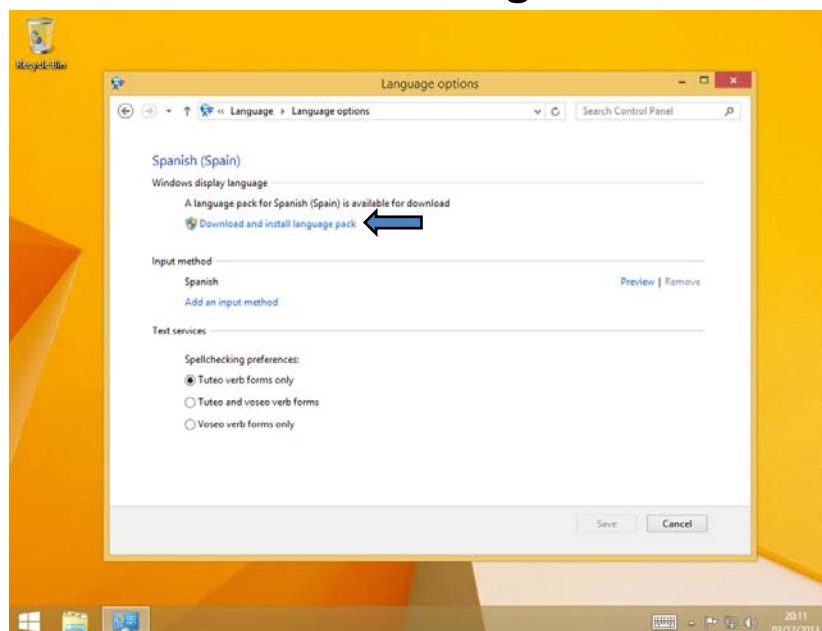 Recycle Bin
Language options
« Language › Language options
Search Control Panel
Spanish (Spain)
Windows display language
A language pack for Spanish (Spain) is available for download
Download and install language pack
Input method
Spanish
Preview | Remove
Add an input method
Text services
Spellchecking preferences:
Tuteo verb forms only
Tuteo and voseo verb forms
Voseo verb forms only
Save
Cancel
20:11